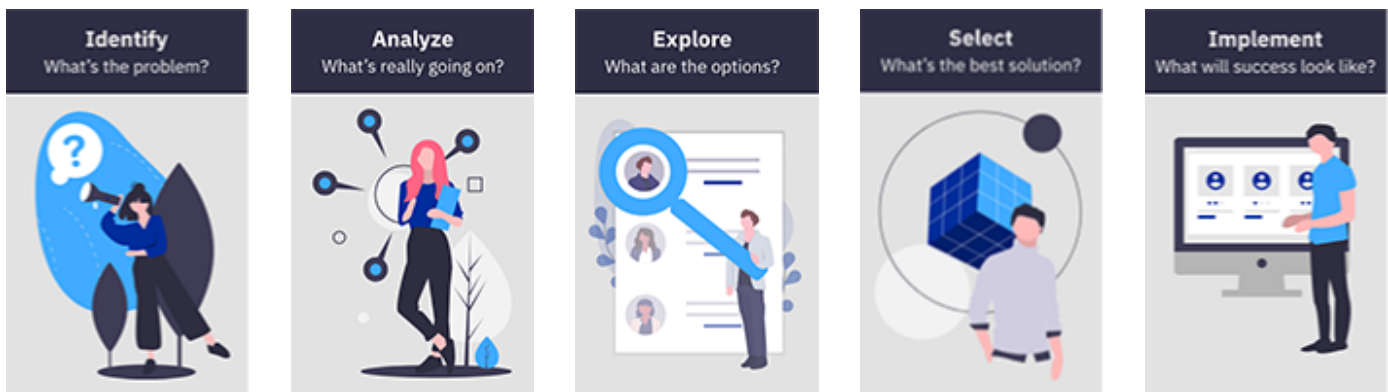 Identify
What's the problem?
Analyze
What's really going on?
Explore
What are the options?
Select
What's the best solution?
Implement
What will success look like?
?